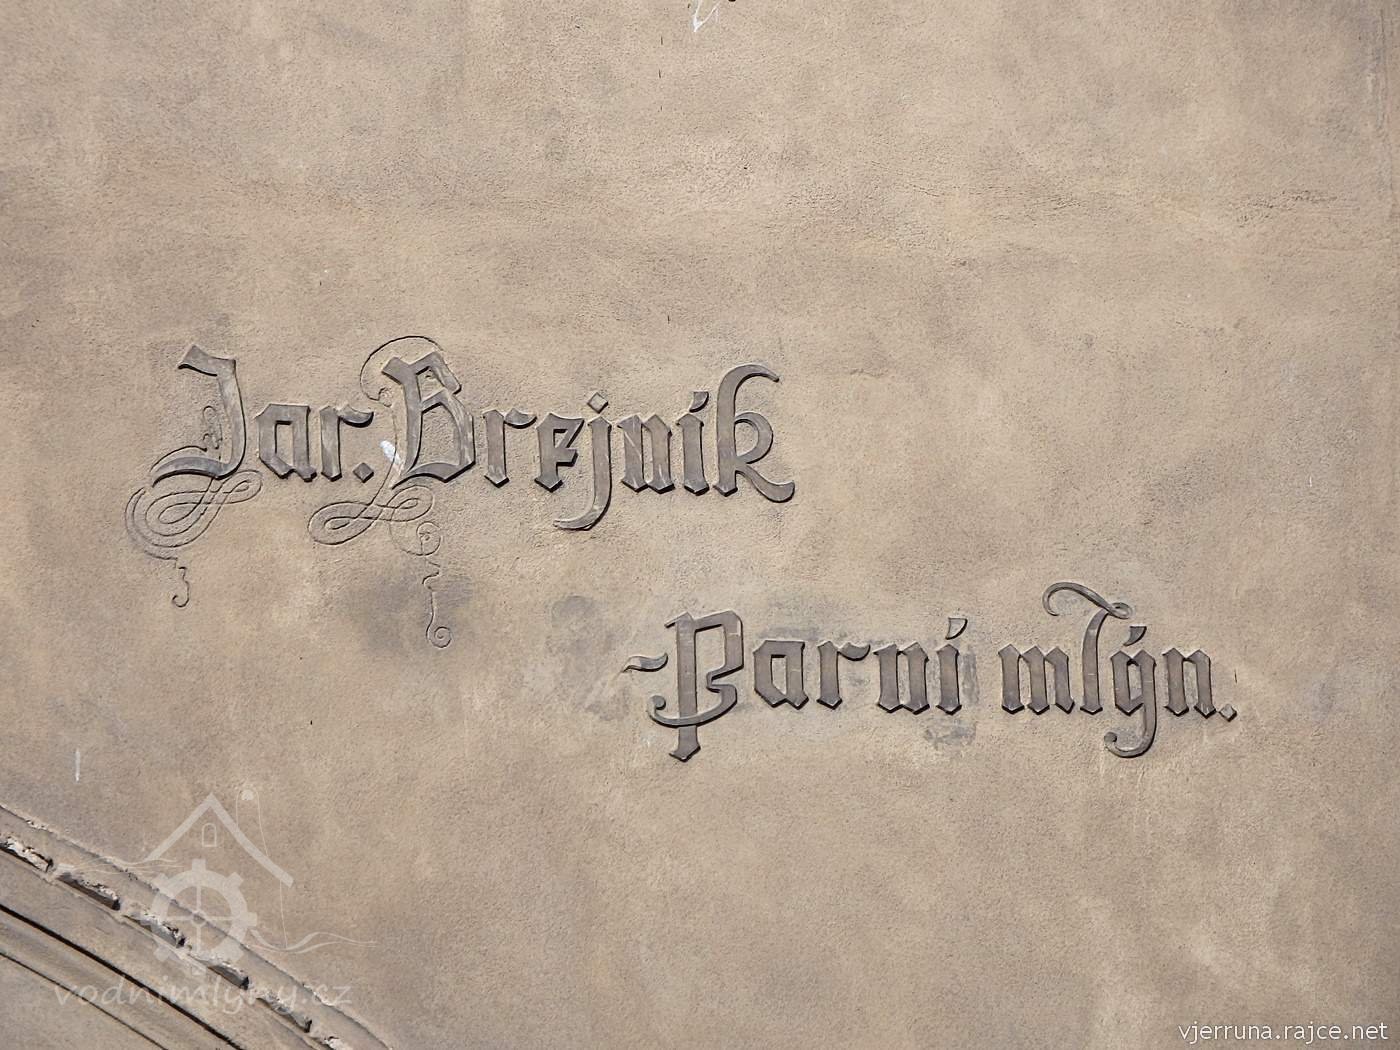 Jar. Brejník
Parní mlýn.
vodnimlyny.cz
vjerruna.rajce.net